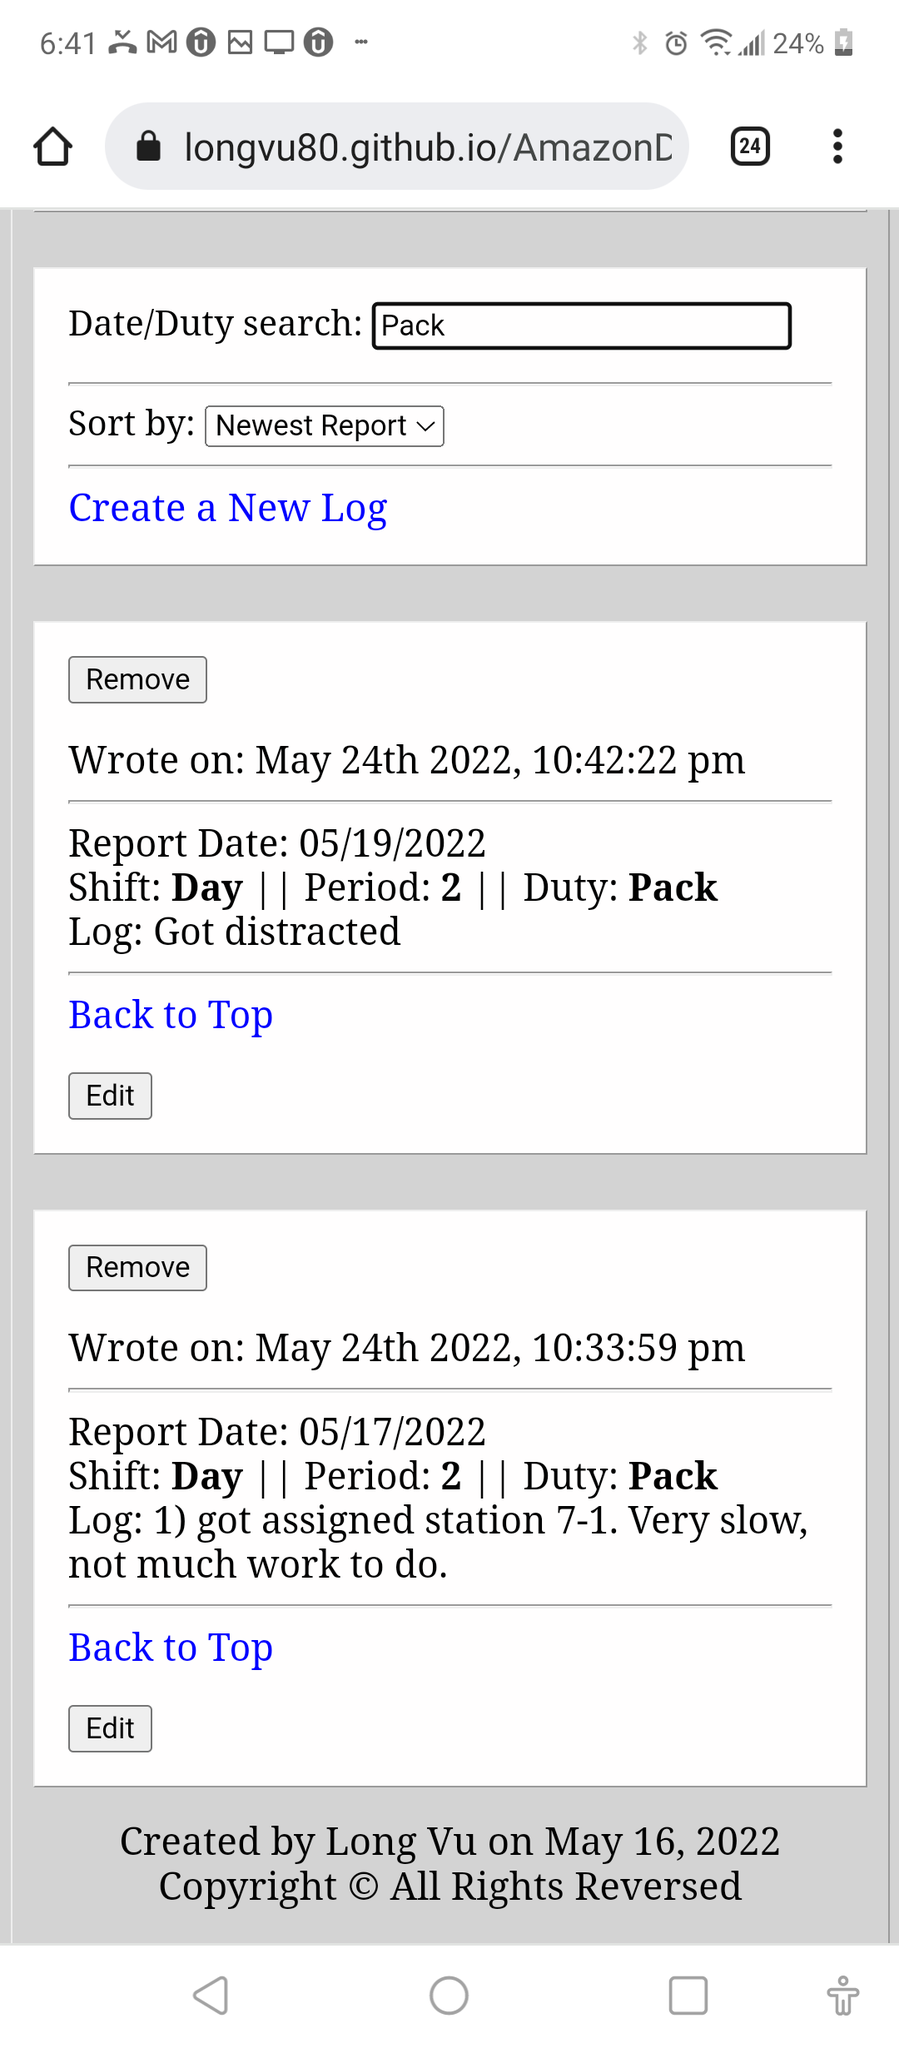 6:41
24%
longvu80.github.io/AmazonD
24
Date/Duty search: Pack
Sort by: Newest Report
Create a New Log
Remove
Wrote on: May 24th 2022, 10:42:22 pm
Report Date: 05/19/2022
Shift: Day || Period: 2 || Duty: Pack
Log: Got distracted
Back to Top
Edit
Remove
Wrote on: May 24th 2022, 10:33:59 pm
Report Date: 05/17/2022
Shift: Day || Period: 2 || Duty: Pack
Log: 1) got assigned station 7-1. Very slow,
not much work to do.
Back to Top
Edit
Created by Long Vu on May 16, 2022
Copyright © All Rights Reversed